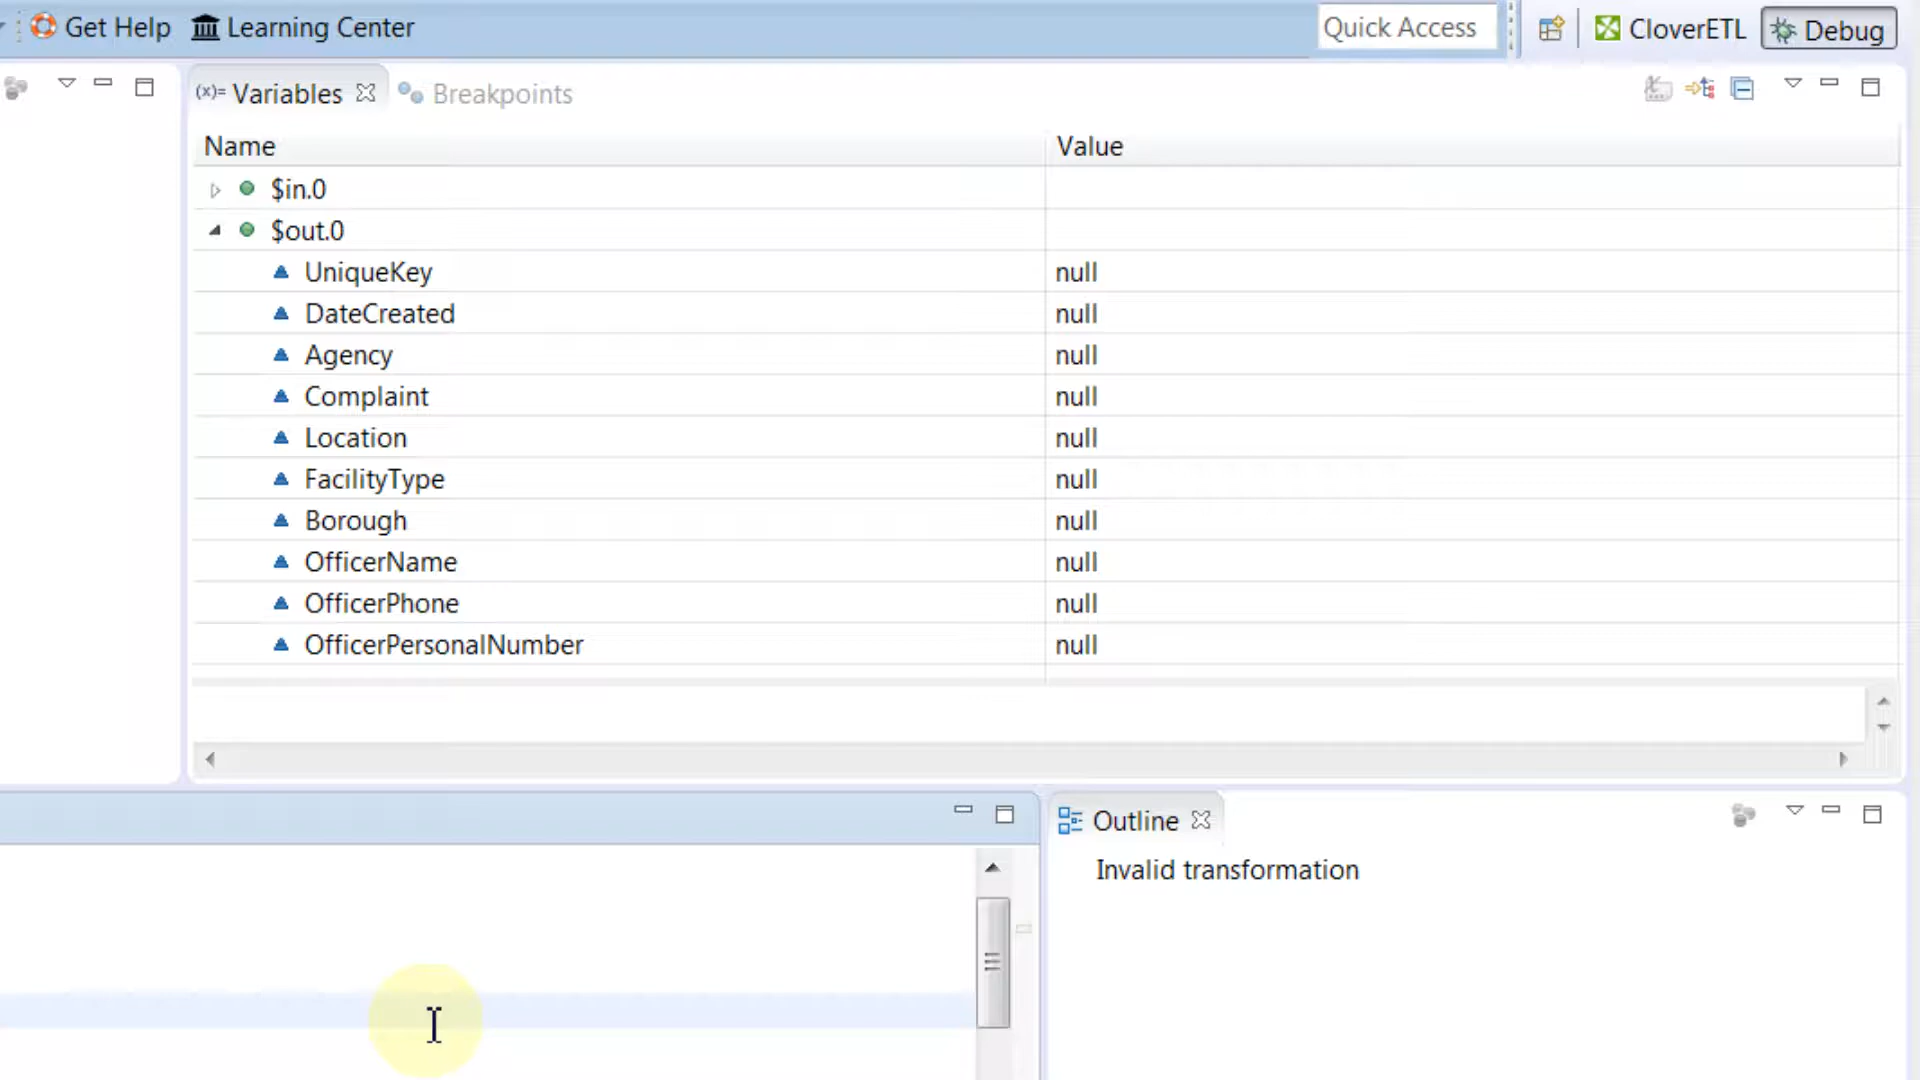 Get Help Learning Center Quick Access CloverETL Debug
(x)= Variables Breakpoints
Name Value
$in.0
$out.0
UniqueKey null
DateCreated null
Agency null
Complaint null
Location null
FacilityType null
Borough null
OfficerName null
OfficerPhone null
OfficerPersonalNumber null
Outline
Invalid transformation